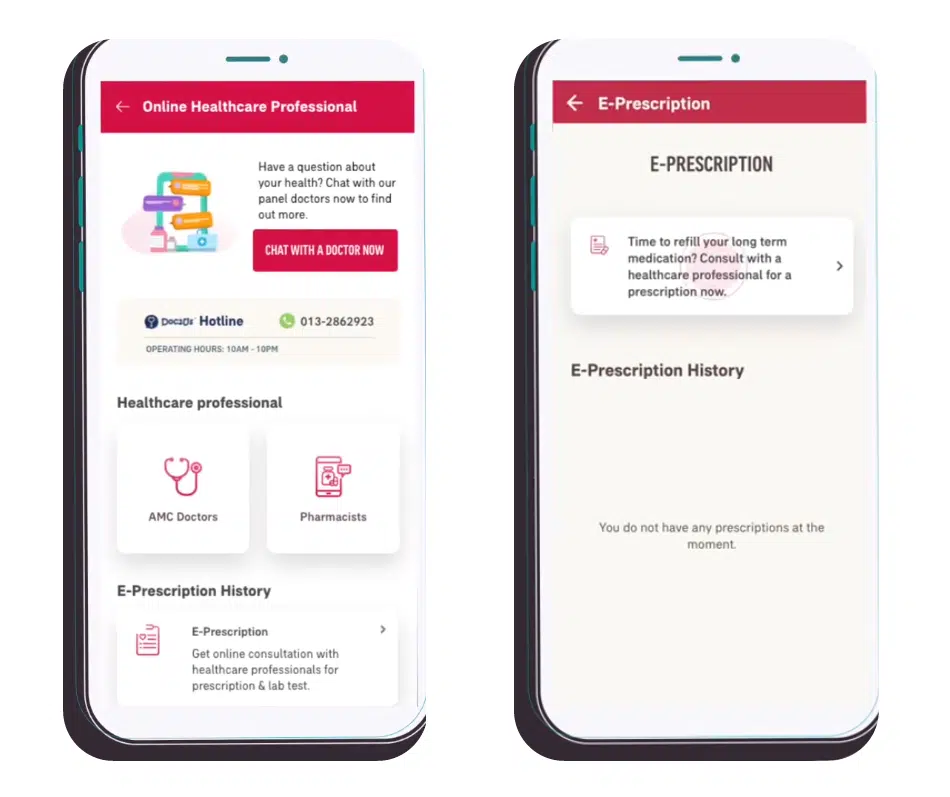 Online Healthcare Professional
Have a question about
your health? Chat with our
panel doctors now to find
out more.
CHAT WITH A DOCTOR NOW
Doc2Us Hotline
013-2862923
OPERATING HOURS: 10AM - 10PM
Healthcare professional
AMC Doctors
Pharmacists
E-Prescription History
E-Prescription
Get online consultation with
healthcare professionals for
prescription & lab test.
E-Prescription
E-PRESCRIPTION
Time to refill your long term
medication? Consult with a
healthcare professional for a
prescription now.
E-Prescription History
You do not have any prescriptions at the
moment.